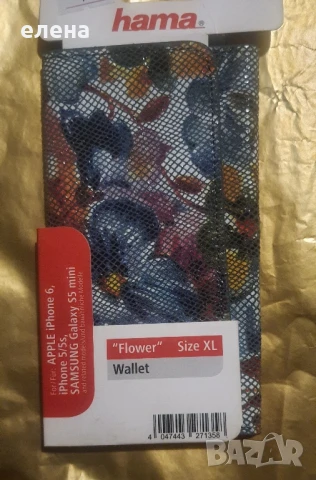 елена
hama®
For / Für: APPLE iPhone 6,
iPhone 5/5s,
SAMSUNG Galaxy S5 mini
"Flower" Size XL
Wallet
4 047443 271358
БАZАР